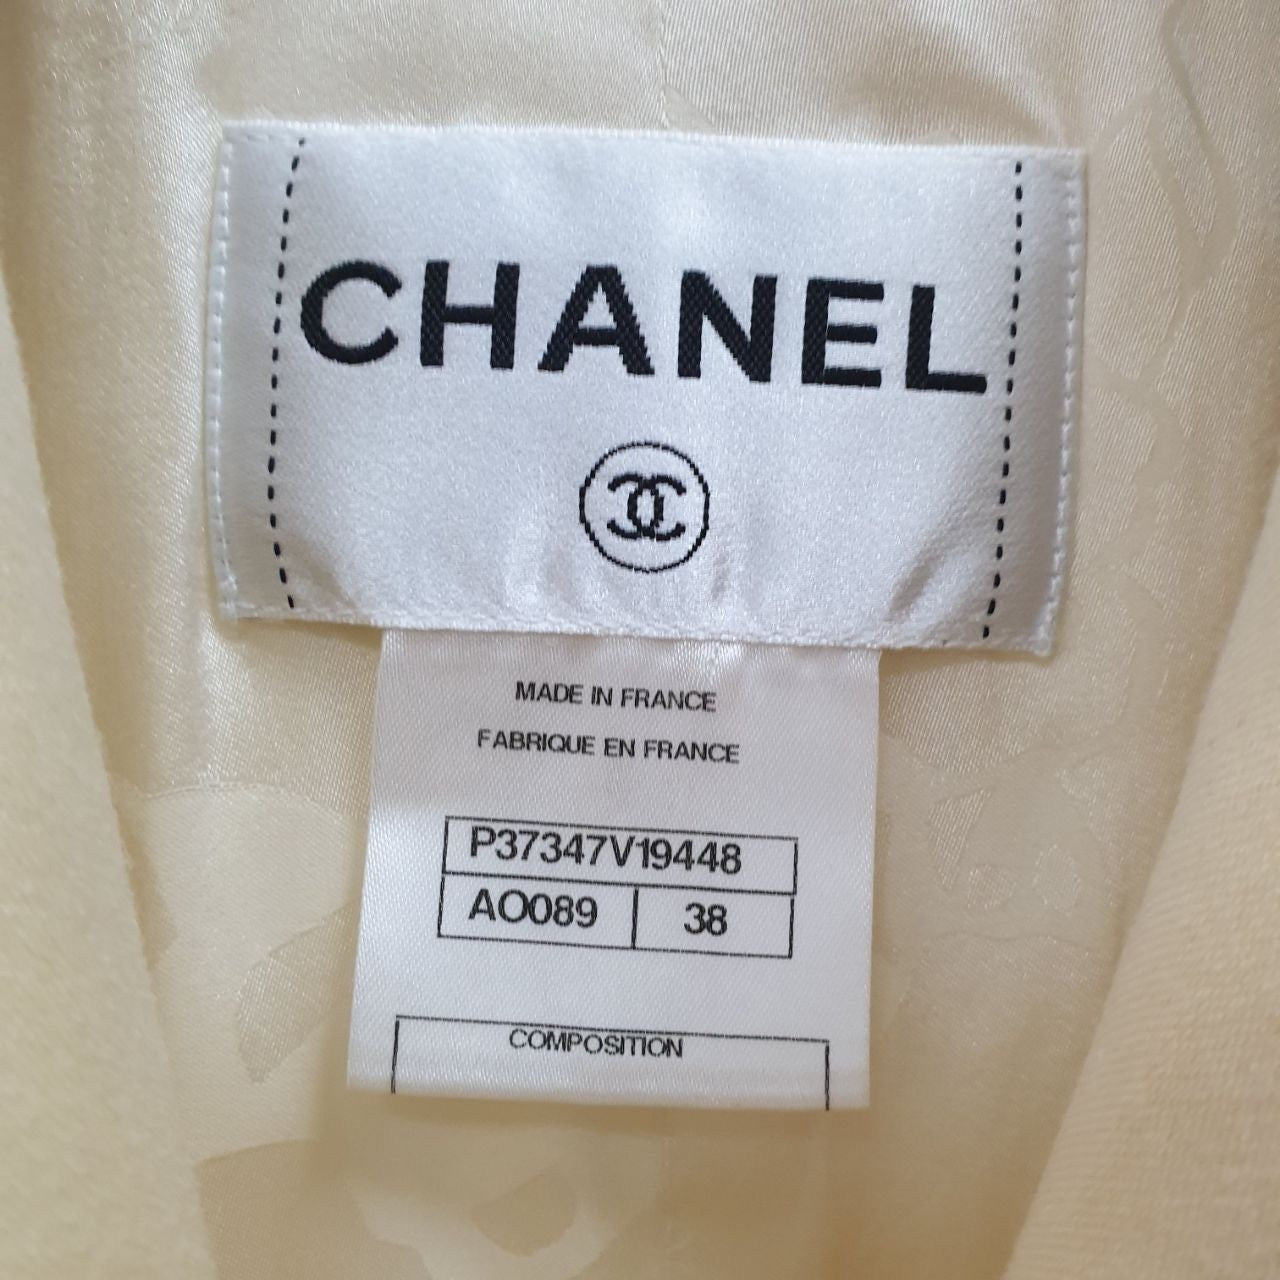 CHANEL
MADE IN FRANCE
FABRIQUE EN FRANCE
P37347V19448
AO089 38
COMPOSITION